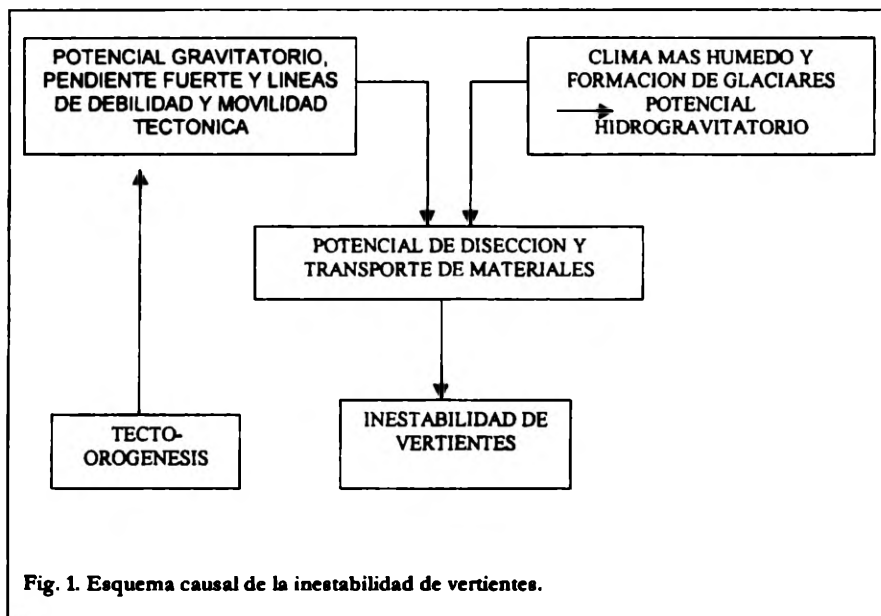 POTENCIAL GRAVITATORIO,
PENDIENTE FUERTE Y LINEAS
DE DEBILIDAD Y MOVILIDAD
TECTONICA
CLIMA MAS HUMEDO Y
FORMACION DE GLACIARES
POTENCIAL
HIDROGRAVITATORIO
POTENCIAL DE DISECCION Y
TRANSPORTE DE MATERIALES
TECTO-
OROGENESIS
INESTABILIDAD DE
VERTIENTES
Fig. 1. Esquema causal de la inestabilidad de vertientes.